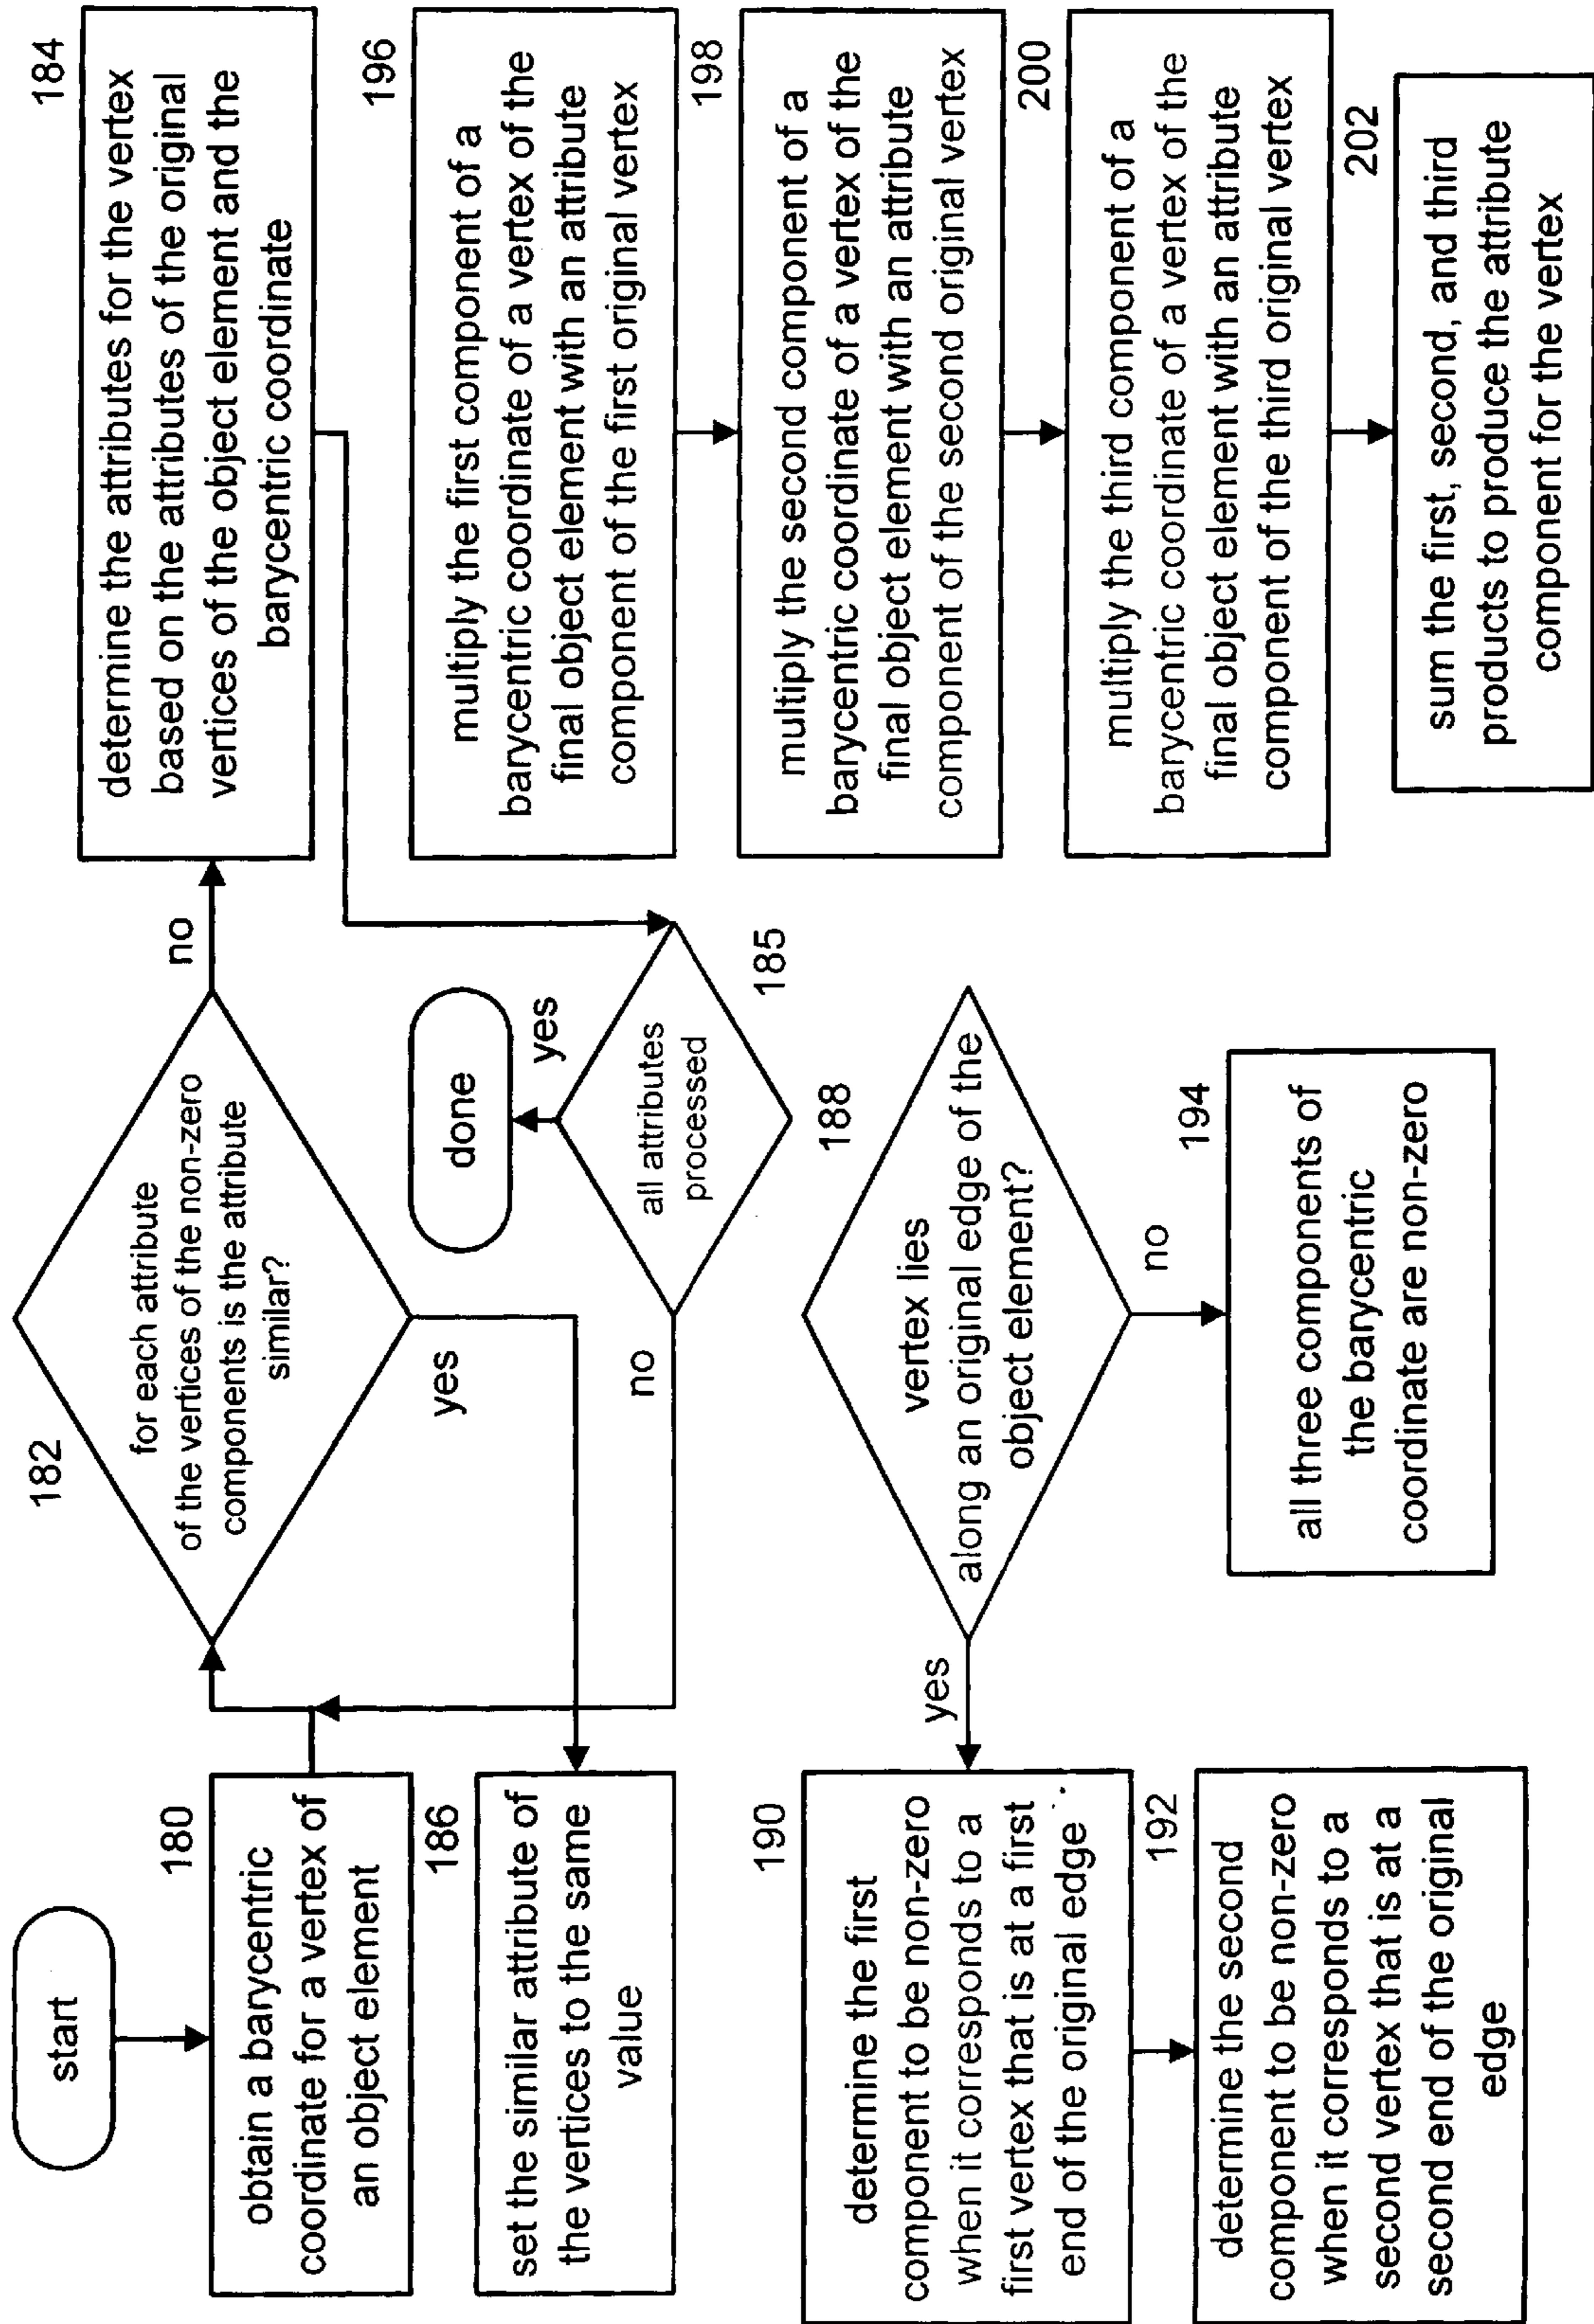 start
180
obtain a barycentric
coordinate for a vertex of
an object element
182
for each attribute
of the vertices of the non-zero
components is the attribute
similar?
no
yes
184
determine the attributes for the vertex
based on the attributes of the original
vertices of the object element and the
barycentric coordinate
186
set the similar attribute of
the vertices to the same
value
done
yes
all attributes
processed
185
no
196
multiply the first component of a
barycentric coordinate of a vertex of the
final object element with an attribute
component of the first original vertex
198
multiply the second component of a
barycentric coordinate of a vertex of the
final object element with an attribute
component of the second original vertex
200
multiply the third component of a
barycentric coordinate of a vertex of the
final object element with an attribute
component of the third original vertex
202
sum the first, second, and third
products to produce the attribute
component for the vertex
188
vertex lies
along an original edge of the
object element?
yes
no
190
determine the first
component to be non-zero
when it corresponds to a
first vertex that is at a first
end of the original edge
192
determine the second
component to be non-zero
when it corresponds to a
second vertex that is at a
second end of the original
edge
194
all three components of
the barycentric
coordinate are non-zero